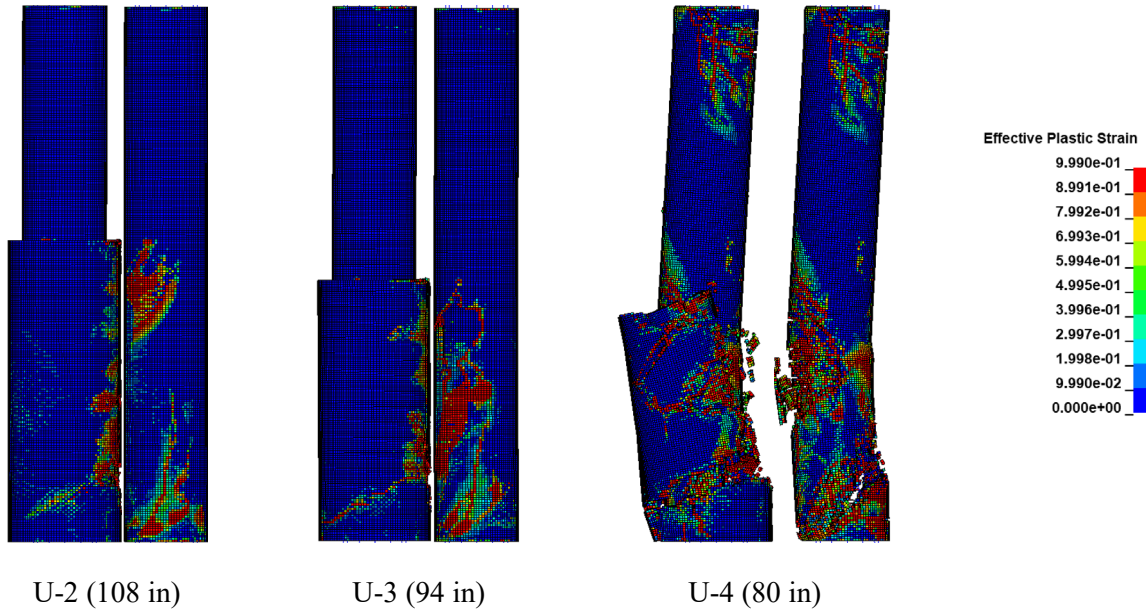 Effective Plastic Strain
9.990e-01
8.991e-01
7.992e-01
6.993e-01
5.994e-01
4.995e-01
3.996e-01
2.997e-01
1.998e-01
9.990e-02
0.000e+00
U-2 (108 in)
U-3 (94 in)
U-4 (80 in)